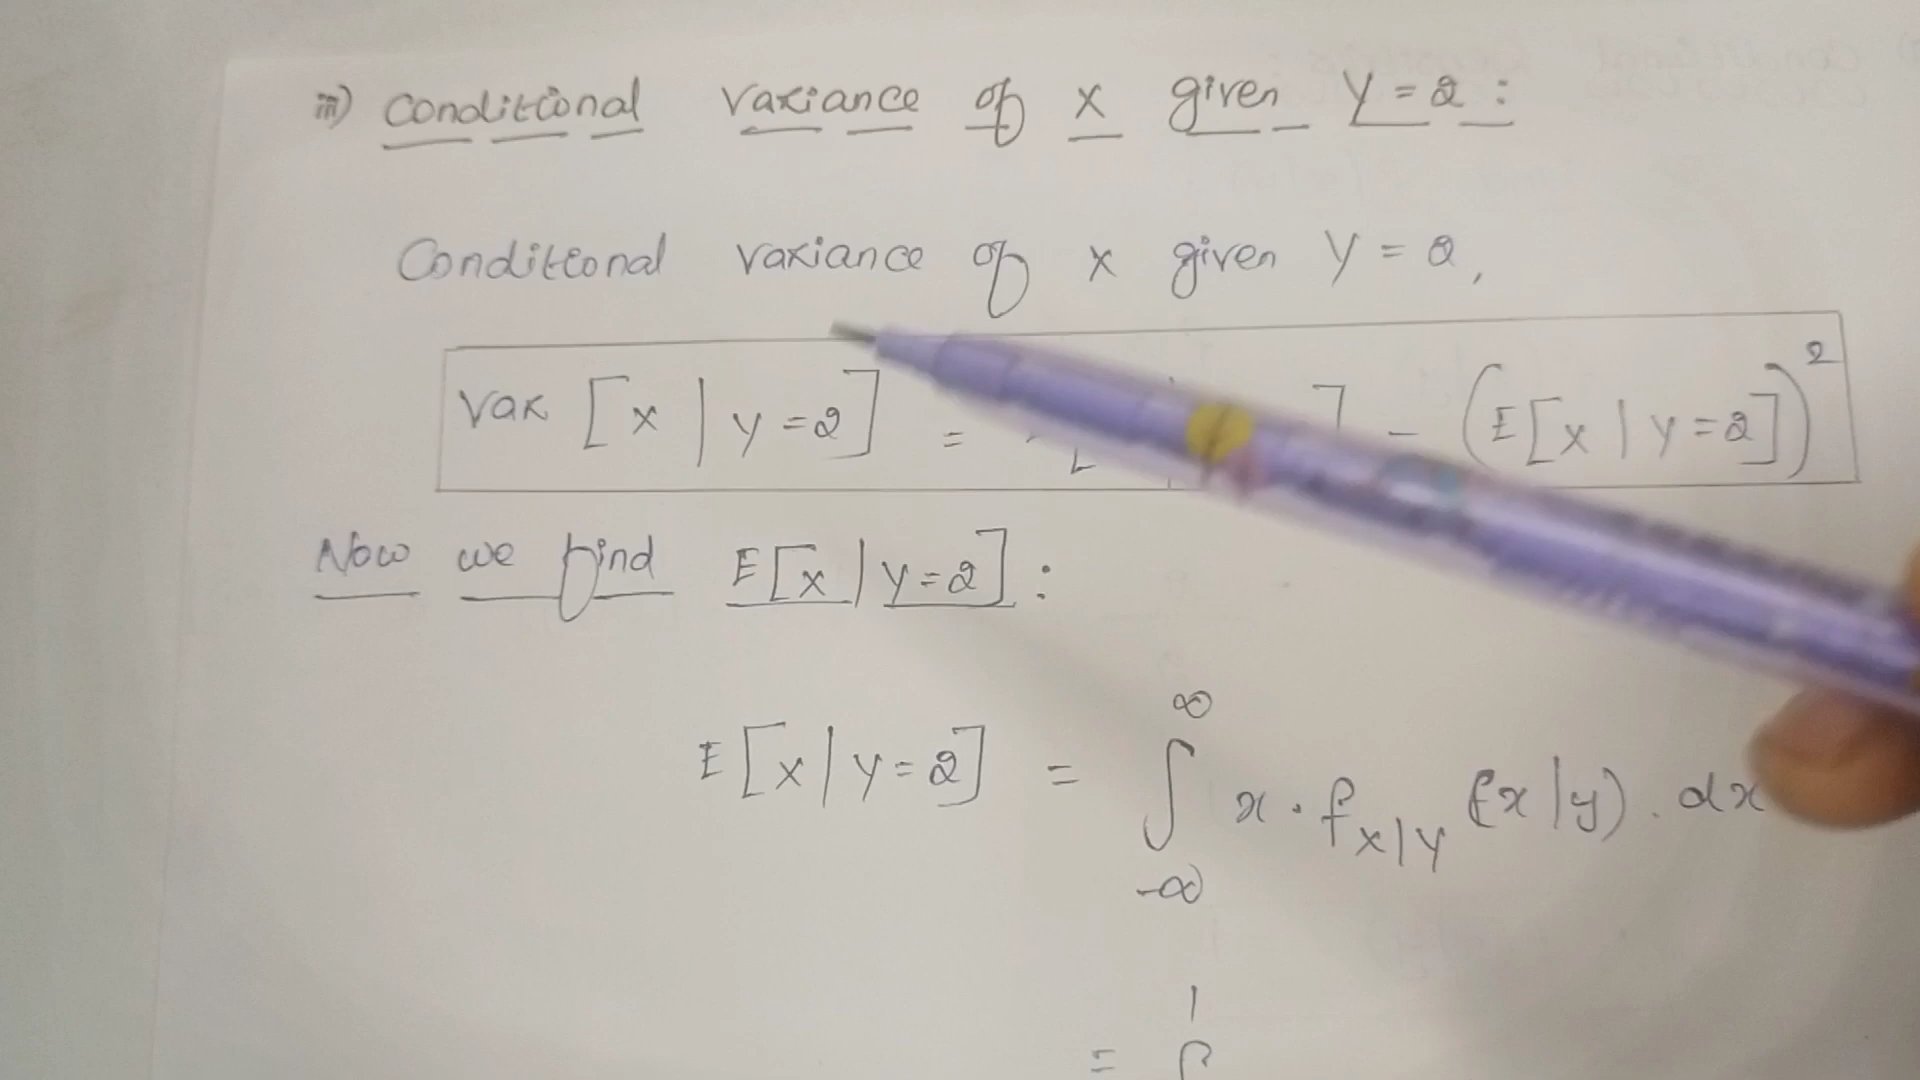 iii) Conditional Variance of X given Y = 2 :
Conditional variance of X given Y = 2 ,
Var [ X | Y = 2 ] = [ ] - ( E [ X | Y = 2 ] )²
Now we find E [ X | Y = 2 ] :
∞
E [ X | Y = 2 ] = ∫ x . f_X|Y (x | y) . dx
-∞
1
= ∫